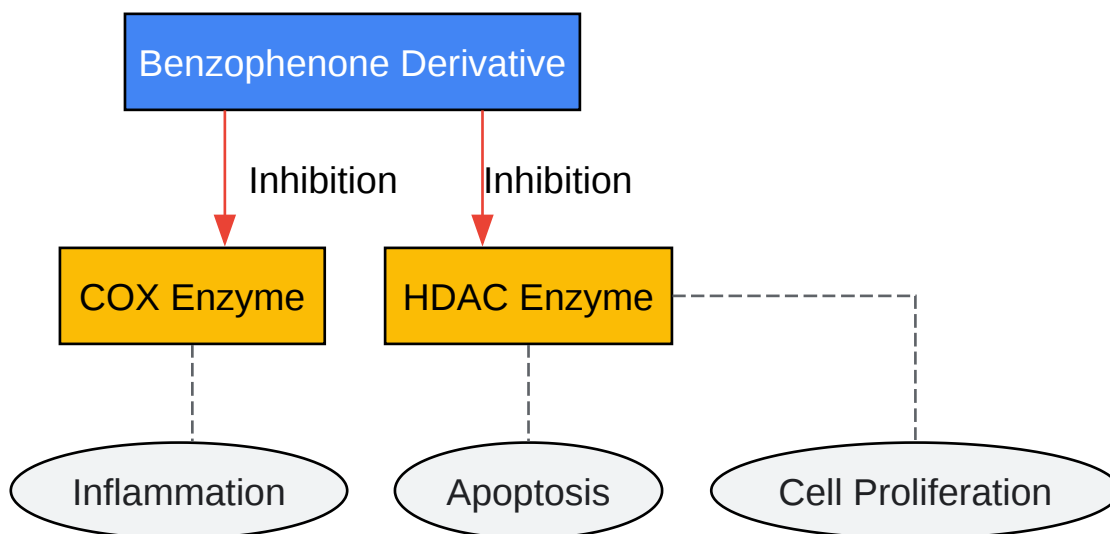 Benzophenone Derivative
Inhibition
Inhibition
COX Enzyme
HDAC Enzyme
Inflammation
Apoptosis
Cell Proliferation